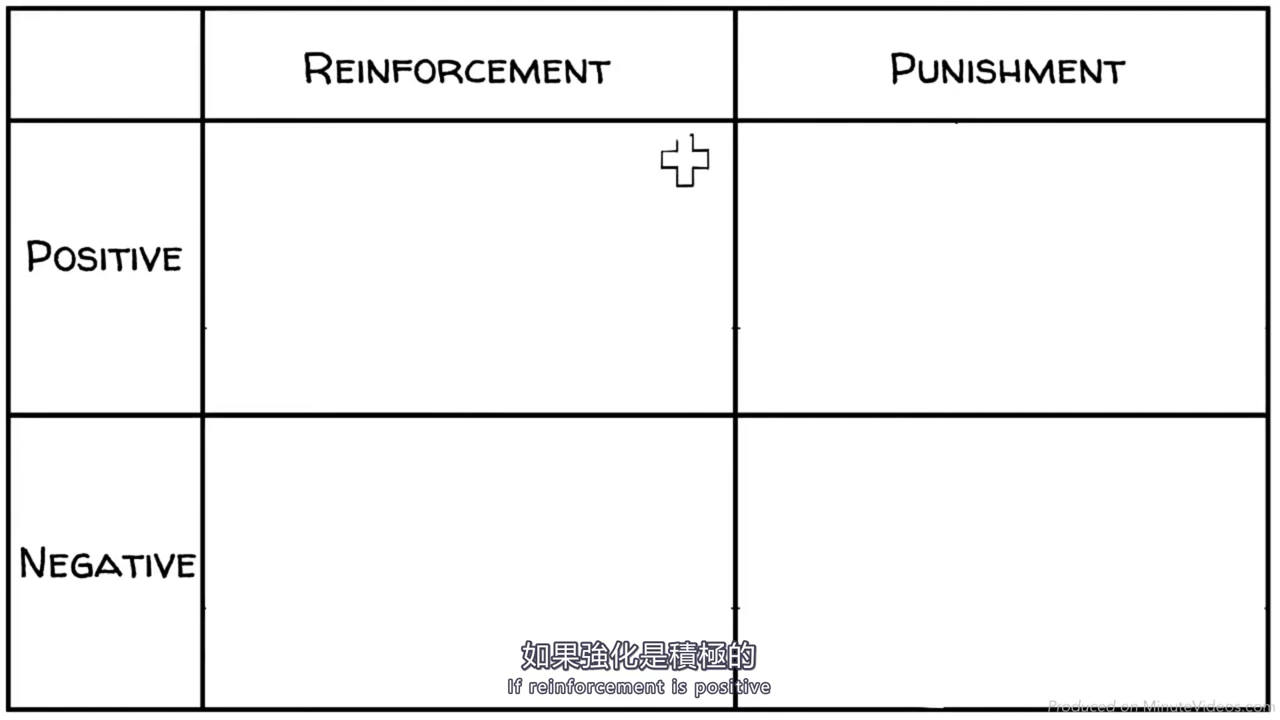 REINFORCEMENT
PUNISHMENT
POSITIVE
NEGATIVE
如果強化是積極的
If reinforcement is positive
Produced on MinuteVideos.com